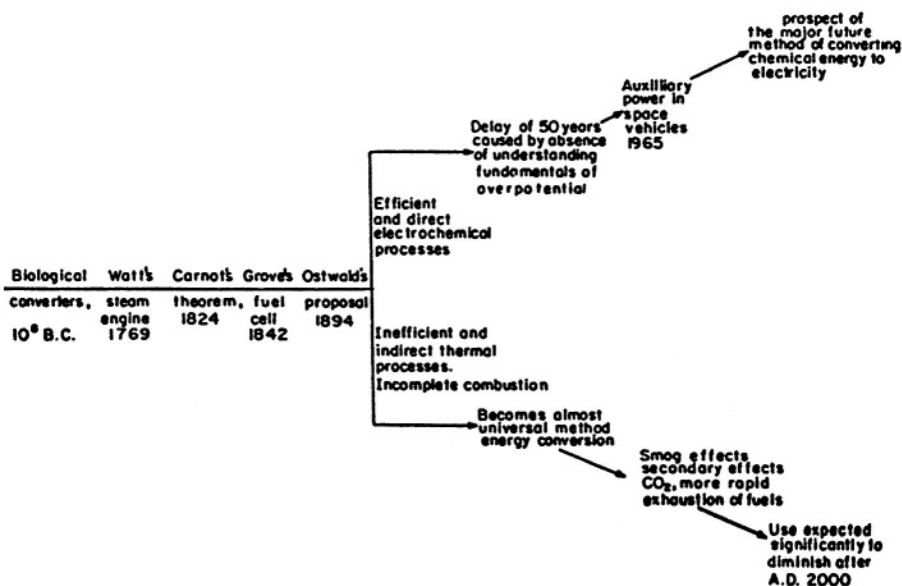 prospect of
the major future
method of converting
chemical energy to
electricity
Auxilliary
power in
space
vehicles
1965
Delay of 50 years
caused by absence
of understanding
fundamentals of
overpotential
Efficient
and direct
electrochemical
processes
Biological Watt's Carnot's Grove's Ostwald's
converters, steam theorem, fuel proposal
engine 1824 cell 1894
10⁸ B.C. 1769 1842
Inefficient and
indirect thermal
processes.
Incomplete combustion
Becomes almost
universal method
energy conversion
Smog effects
secondary effects
CO₂, more rapid
exhaustion of fuels
Use expected
significantly to
diminish after
A.D. 2000